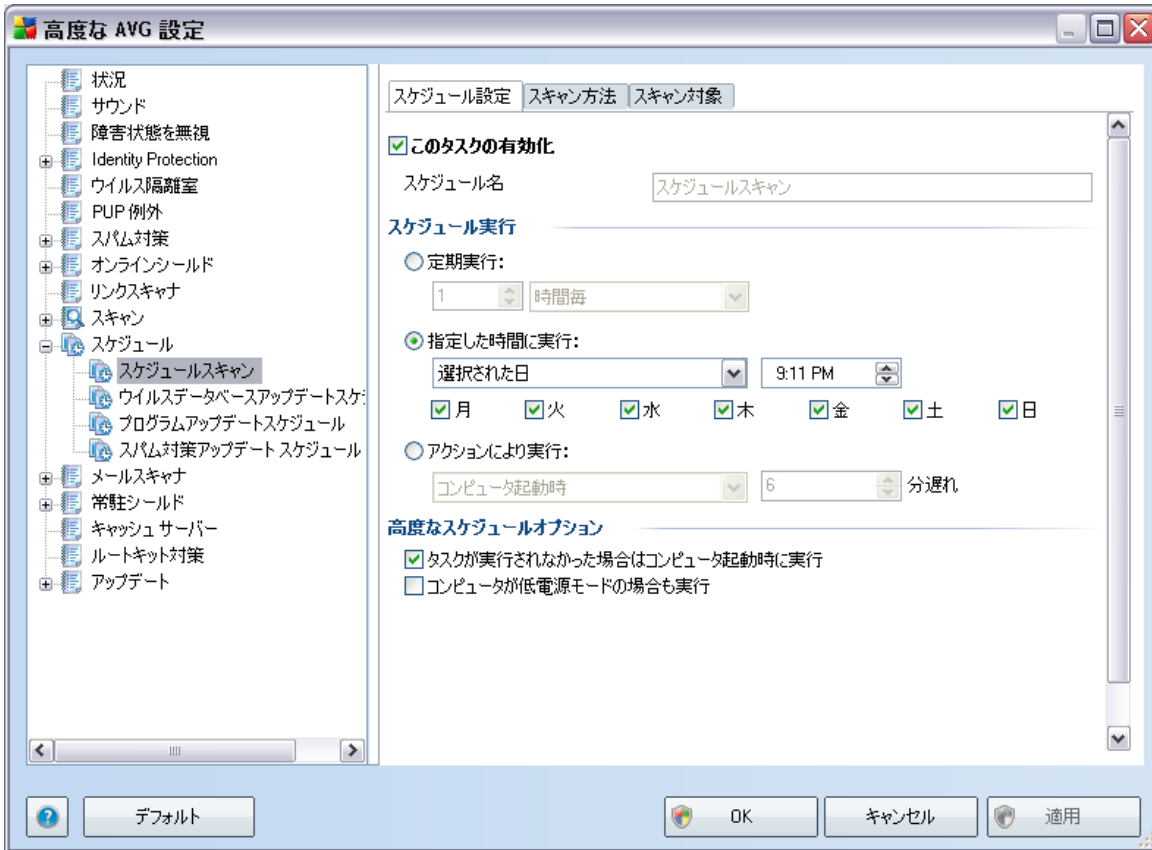 高度な AVG 設定
状況
サウンド
障害状態を無視
Identity Protection
ウイルス隔離室
PUP 例外
スパム対策
オンラインシールド
リンクスキャナ
スキャン
スケジュール
スケジュールスキャン
ウイルスデータベースアップデートスケ
プログラムアップデートスケジュール
スパム対策アップデート スケジュール
メールスキャナ
常駐シールド
キャッシュ サーバー
ルートキット対策
アップデート
スケジュール設定 スキャン方法 スキャン対象
このタスクの有効化
スケジュール名 スケジュールスキャン
スケジュール実行
定期実行:
1 時間毎
指定した時間に実行:
選択された日 9:11 PM
月 火 水 木 金 土 日
アクションにより実行:
コンピュータ起動時 6 分遅れ
高度なスケジュールオプション
タスクが実行されなかった場合はコンピュータ起動時に実行
コンピュータが低電源モードの場合も実行
? デフォルト OK キャンセル 適用